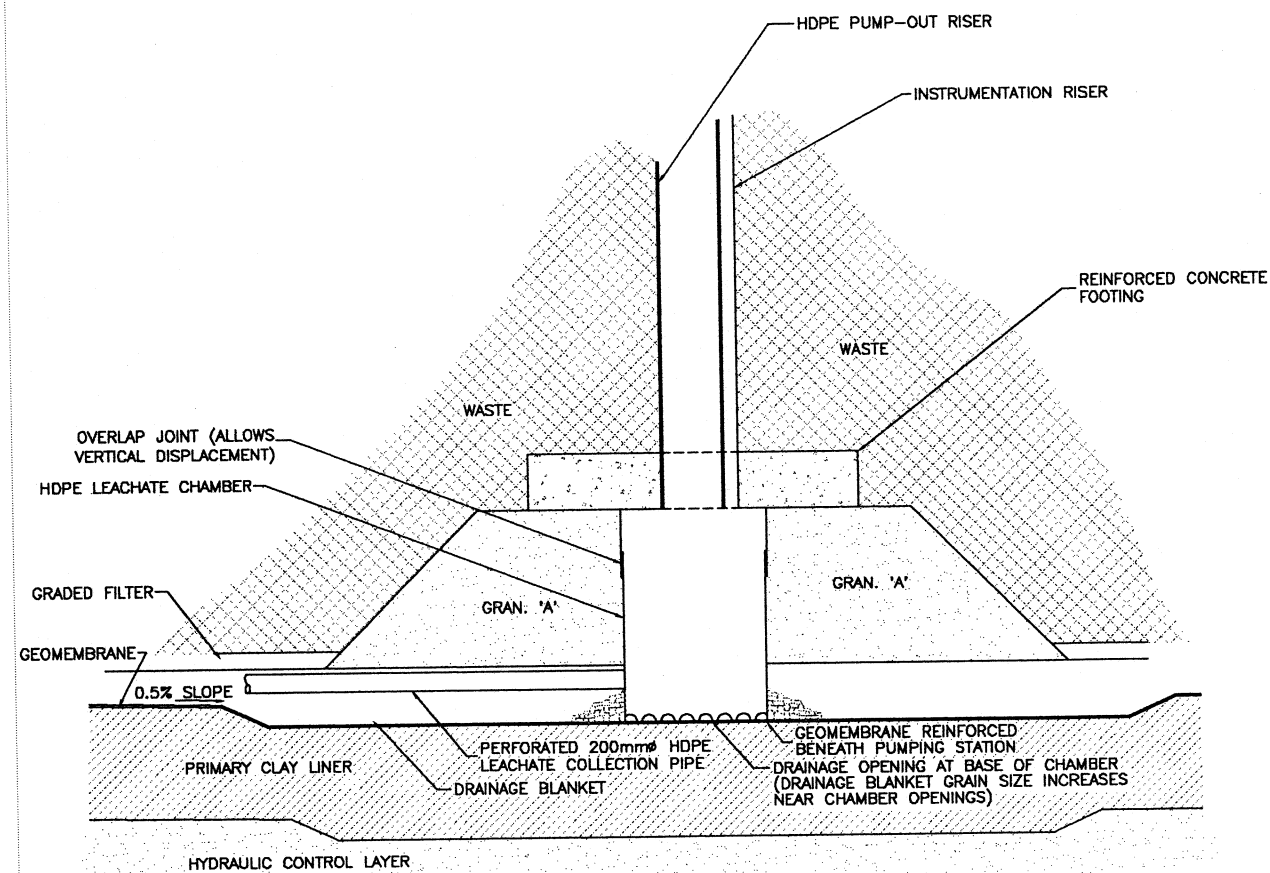 HDPE PUMP-OUT RISER
INSTRUMENTATION RISER
REINFORCED CONCRETE
FOOTING
WASTE
WASTE
OVERLAP JOINT (ALLOWS
VERTICAL DISPLACEMENT)
HDPE LEACHATE CHAMBER
GRAN. 'A'
GRAN. 'A'
GRADED FILTER
GEOMEMBRANE
0.5% SLOPE
GEOMEMBRANE REINFORCED
BENEATH PUMPING STATION
PERFORATED 200mmø HDPE
LEACHATE COLLECTION PIPE
DRAINAGE OPENING AT BASE OF CHAMBER
(DRAINAGE BLANKET GRAIN SIZE INCREASES
NEAR CHAMBER OPENINGS)
PRIMARY CLAY LINER
DRAINAGE BLANKET
HYDRAULIC CONTROL LAYER